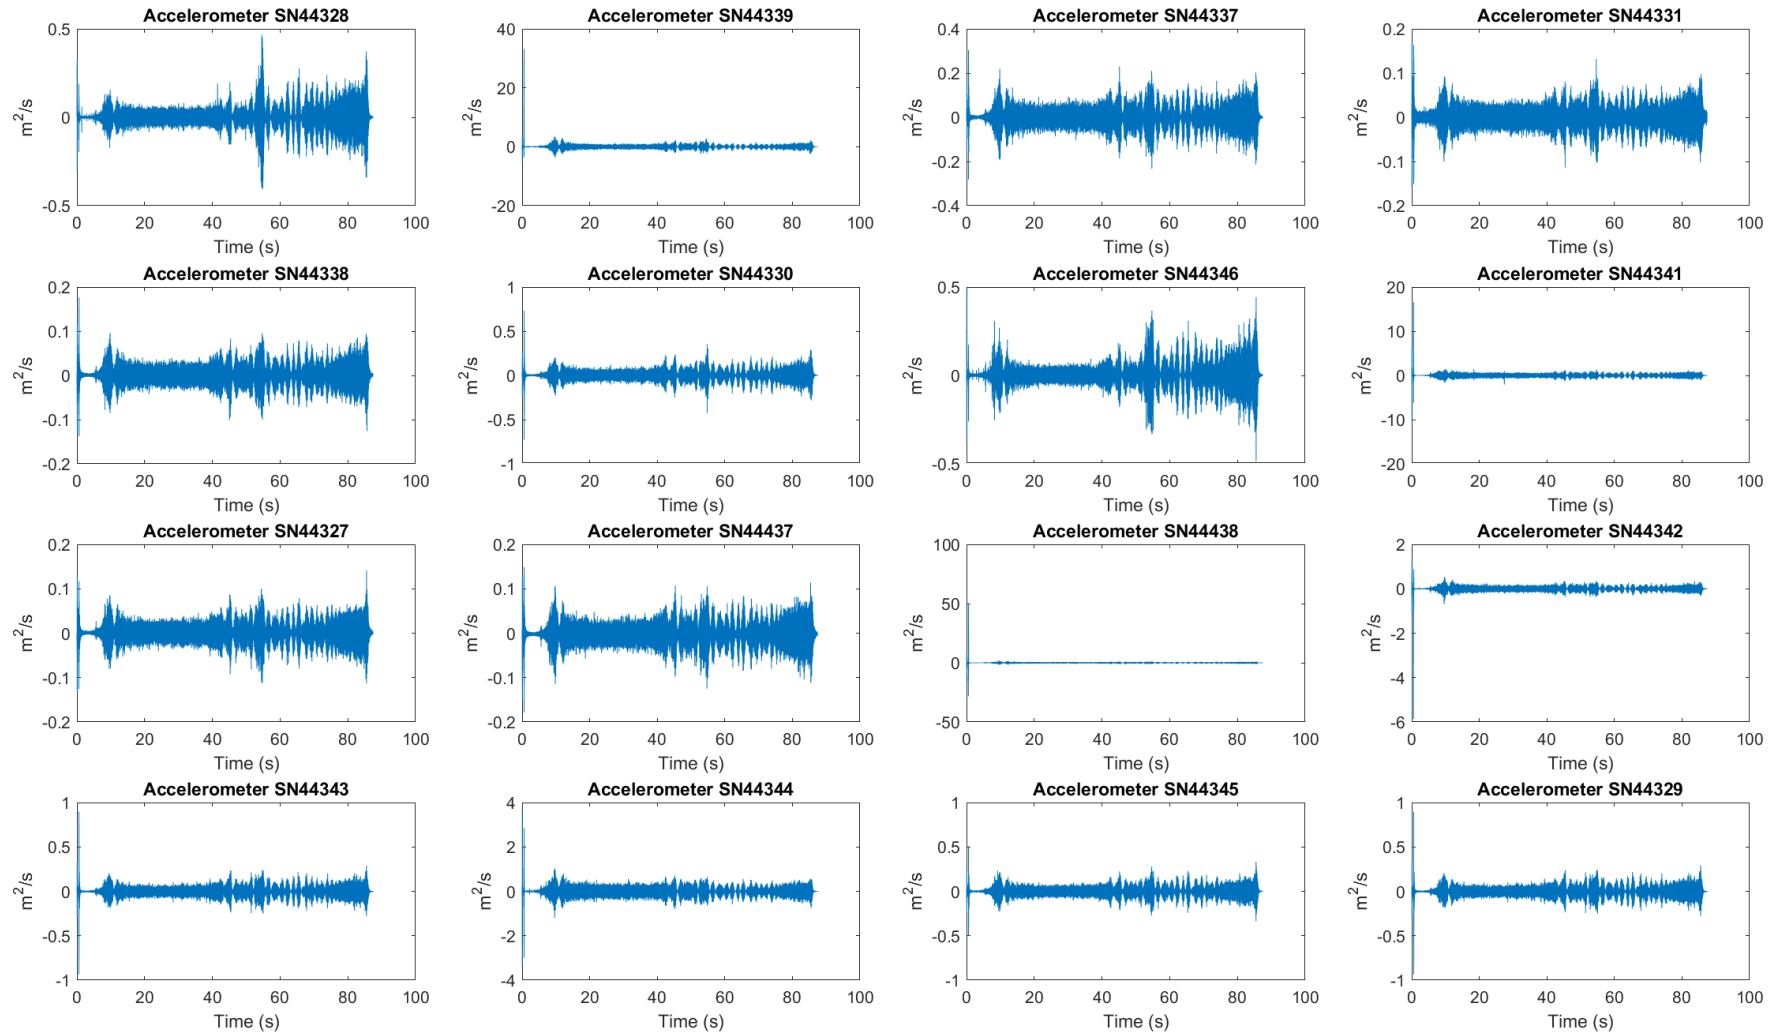 Accelerometer SN44328 Accelerometer SN44339 Accelerometer SN44337 Accelerometer SN44331
0.5 40 0.4 0.2
0 20 0.2 0.1
-0.5 0 0 0
-20 -0.2 -0.1
-0.4 -0.2
m²/s m²/s m²/s m²/s
0 20 40 60 80 100 0 20 40 60 80 100 0 20 40 60 80 100 0 20 40 60 80 100
Time (s) Time (s) Time (s) Time (s)
Accelerometer SN44338 Accelerometer SN44330 Accelerometer SN44346 Accelerometer SN44341
0.2 1 0.5 20
0.1 0.5 0 10
0 0 -0.5 0
-0.1 -0.5 -10
-0.2 -1 -20
m²/s m²/s m²/s m²/s
0 20 40 60 80 100 0 20 40 60 80 100 0 20 40 60 80 100 0 20 40 60 80 100
Time (s) Time (s) Time (s) Time (s)
Accelerometer SN44327 Accelerometer SN44437 Accelerometer SN44438 Accelerometer SN44342
0.2 0.2 100 2
0.1 0.1 50 0
0 0 0 -2
-0.1 -0.1 -50 -4
-0.2 -0.2 -6
m²/s m²/s m²/s m²/s
0 20 40 60 80 100 0 20 40 60 80 100 0 20 40 60 80 100 0 20 40 60 80 100
Time (s) Time (s) Time (s) Time (s)
Accelerometer SN44343 Accelerometer SN44344 Accelerometer SN44345 Accelerometer SN44329
1 4 1 1
0.5 2 0.5 0.5
0 0 0 0
-0.5 -2 -0.5 -0.5
-1 -4 -1 -1
m²/s m²/s m²/s m²/s
0 20 40 60 80 100 0 20 40 60 80 100 0 20 40 60 80 100 0 20 40 60 80 100
Time (s) Time (s) Time (s) Time (s)